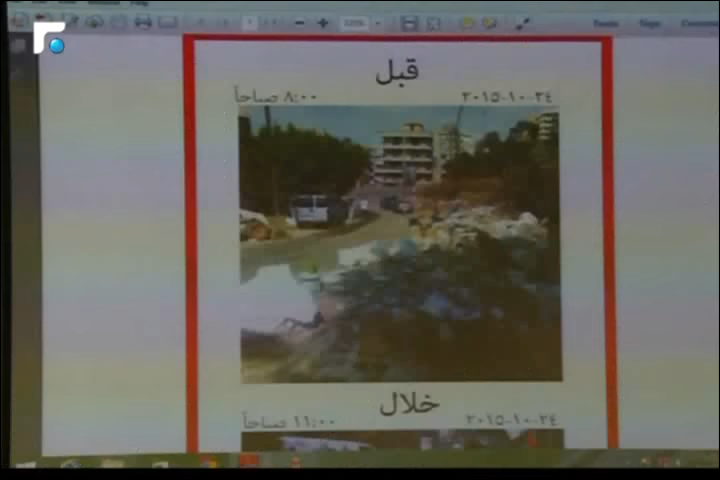 قبل
٨:٠٠ صباحاً ٢٠١٥-١٠-٢٤
خلال
١١:٠٠ صباحاً ٢٠١٥-١٠-٢٤